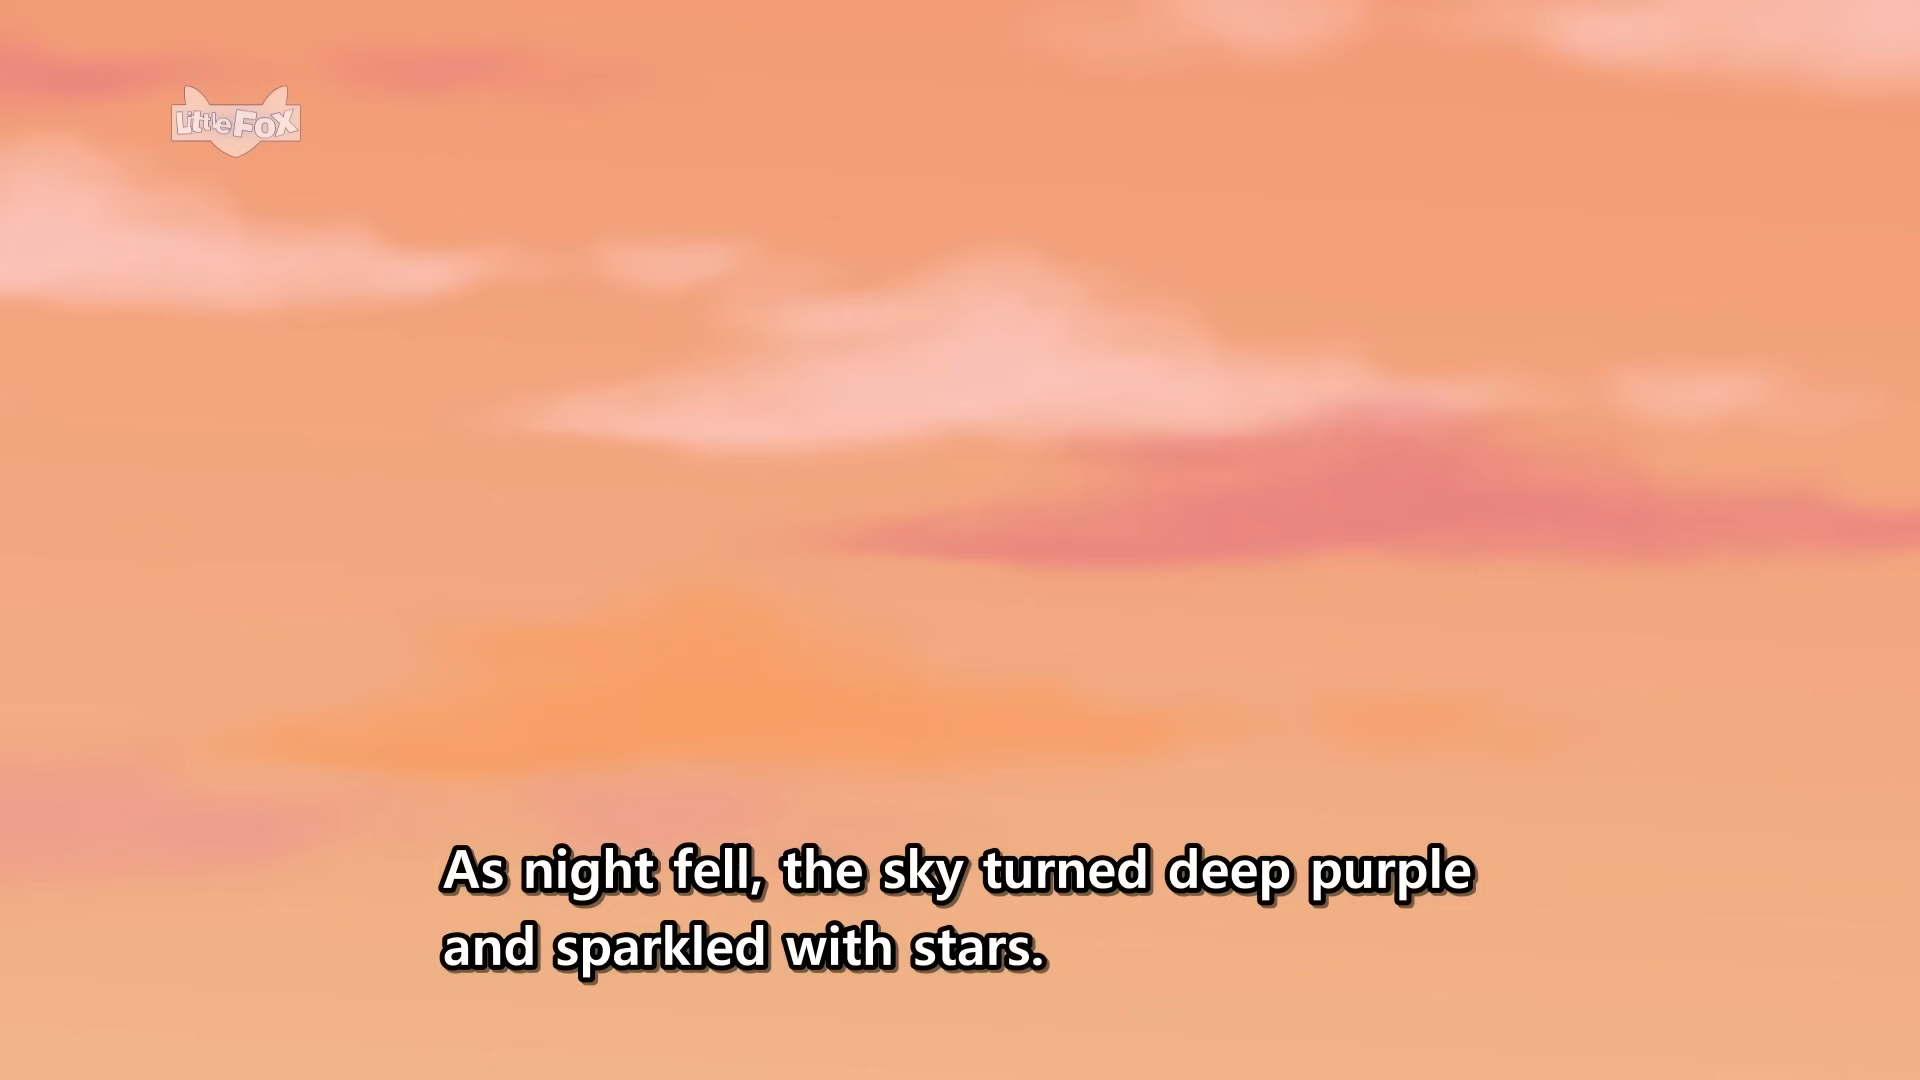 Little Fox
As night fell, the sky turned deep purple
and sparkled with stars.